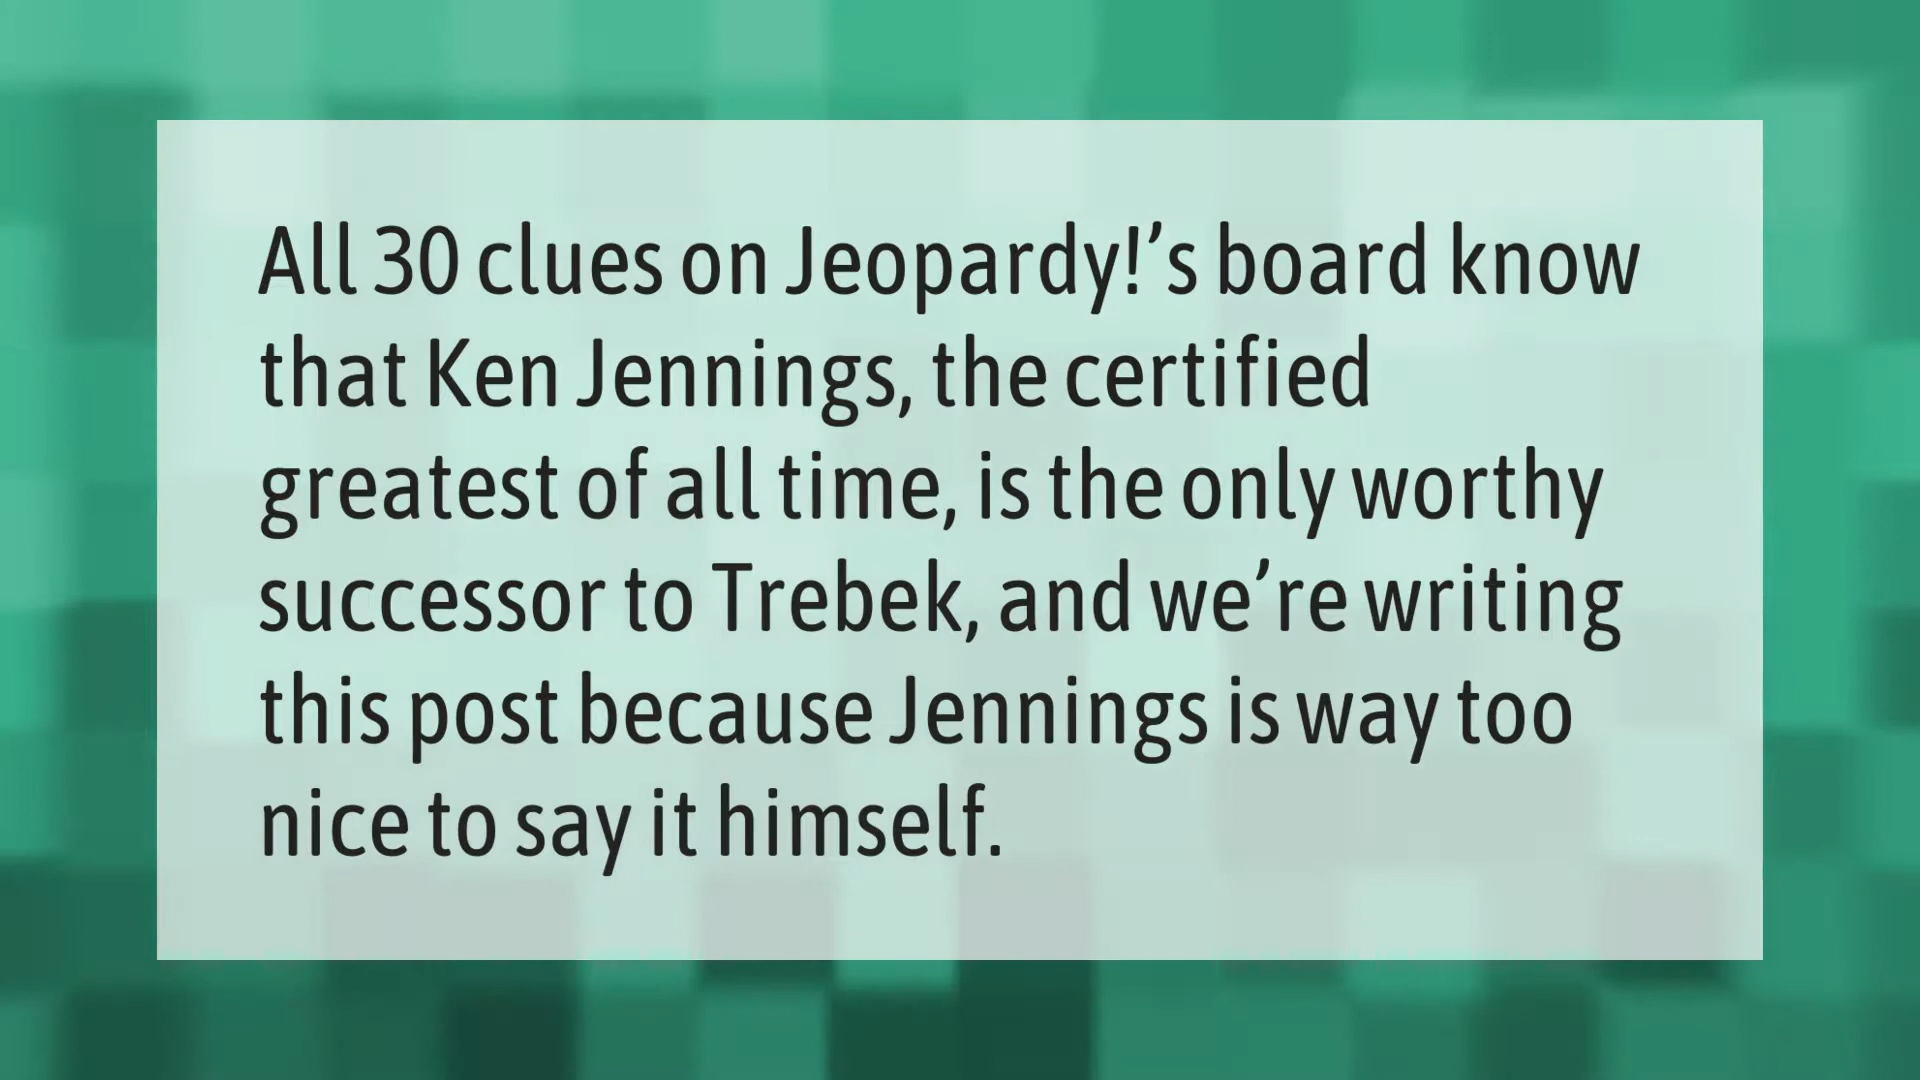 All 30 clues on Jeopardy!’s board know
that Ken Jennings, the certified
greatest of all time, is the only worthy
successor to Trebek, and we’re writing
this post because Jennings is way too
nice to say it himself.